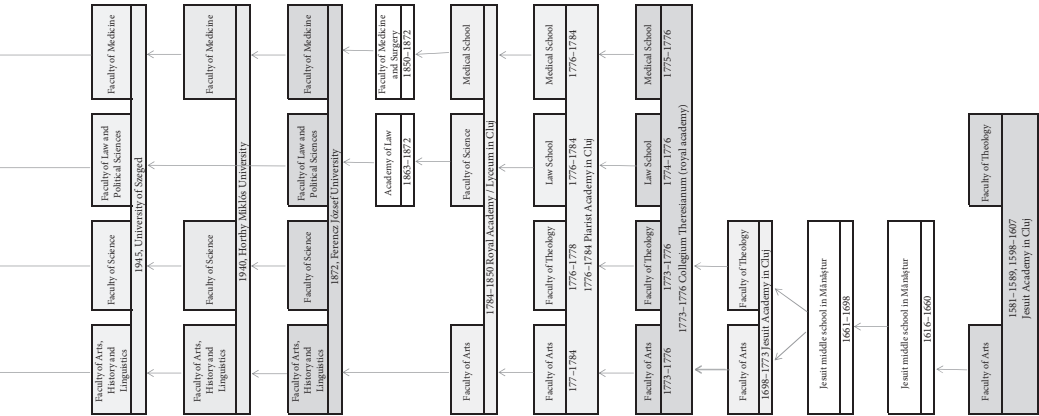 Faculty of Arts,
History and
Linguistics
Faculty of Science
Faculty of Law and
Political Sciences
Faculty of Medicine
1945, University of Szeged
Faculty of Arts,
History and
Linguistics
Faculty of Science
Faculty of Medicine
1940, Horthy Miklós University
Faculty of Arts,
History and
Linguistics
Faculty of Science
Faculty of Law and
Political Sciences
Faculty of Medicine
1872, Ferencz József University
Academy of Law
1863–1872
Faculty of Medicine
and Surgery
1850–1872
Faculty of Arts
Faculty of Science
Medical School
1784–1850 Royal Academy / Lyceum in Cluj
Faculty of Arts
177–1784
Faculty of Theology
1776–1778
Law School
1776–1784
Medical School
1776–1784
1776–1784 Piarist Academy in Cluj
Faculty of Arts
1773–1776
Faculty of Theology
1773–1776
Law School
1774–1776
Medical School
1775–1776
1773–1776 Collegium Theresianum (royal academy)
Faculty of Arts
Faculty of Theology
1698–1773 Jesuit Academy in Cluj
Jesuit middle school in Mănăștur
1661–1698
Jesuit middle school in Mănăștur
1616–1660
Faculty of Arts
Faculty of Theology
1581–1589, 1598–1607
Jesuit Academy in Cluj